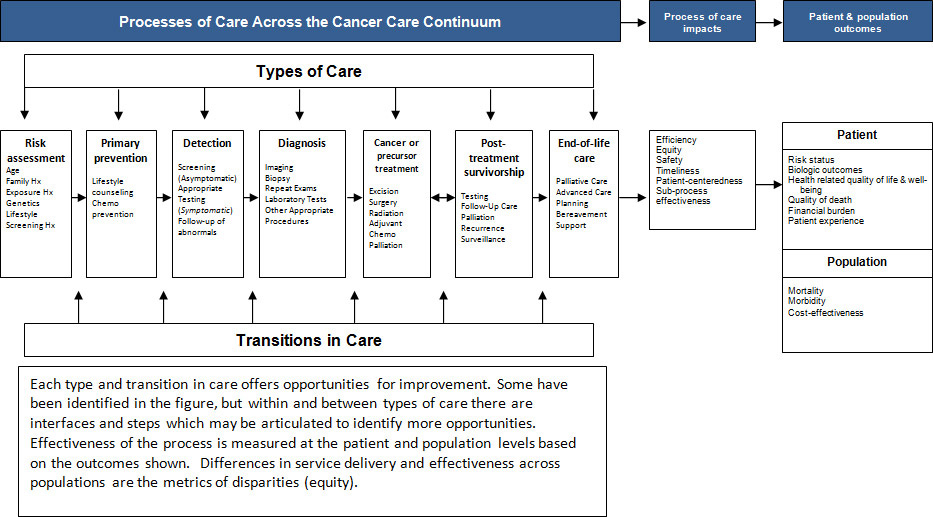 Processes of Care Across the Cancer Care Continuum
Process of care
impacts
Patient & population
outcomes
Types of Care
Risk
assessment
Age
Family Hx
Exposure Hx
Genetics
Lifestyle
Screening Hx
Primary
prevention
Lifestyle
counseling
Chemo
prevention
Detection
Screening
(Asymptomatic)
Appropriate
Testing
(Symptomatic)
Follow-up of
abnormals
Diagnosis
Imaging
Biopsy
Repeat Exams
Laboratory Tests
Other Appropriate
Procedures
Cancer or
precursor
treatment
Excision
Surgery
Radiation
Adjuvant
Chemo
Palliation
Post-
treatment
survivorship
Testing
Follow-Up Care
Palliation
Recurrence
Surveillance
End-of-life
care
Palliative Care
Advanced Care
Planning
Bereavement
Support
Efficiency
Equity
Safety
Timeliness
Patient-centeredness
Sub-process
effectiveness
Patient
Risk status
Biologic outcomes
Health related quality of life & well-
being
Quality of death
Financial burden
Patient experience
Population
Mortality
Morbidity
Cost-effectiveness
Transitions in Care
Each type and transition in care offers opportunities for improvement. Some have
been identified in the figure, but within and between types of care there are
interfaces and steps which may be articulated to identify more opportunities.
Effectiveness of the process is measured at the patient and population levels based
on the outcomes shown. Differences in service delivery and effectiveness across
populations are the metrics of disparities (equity).